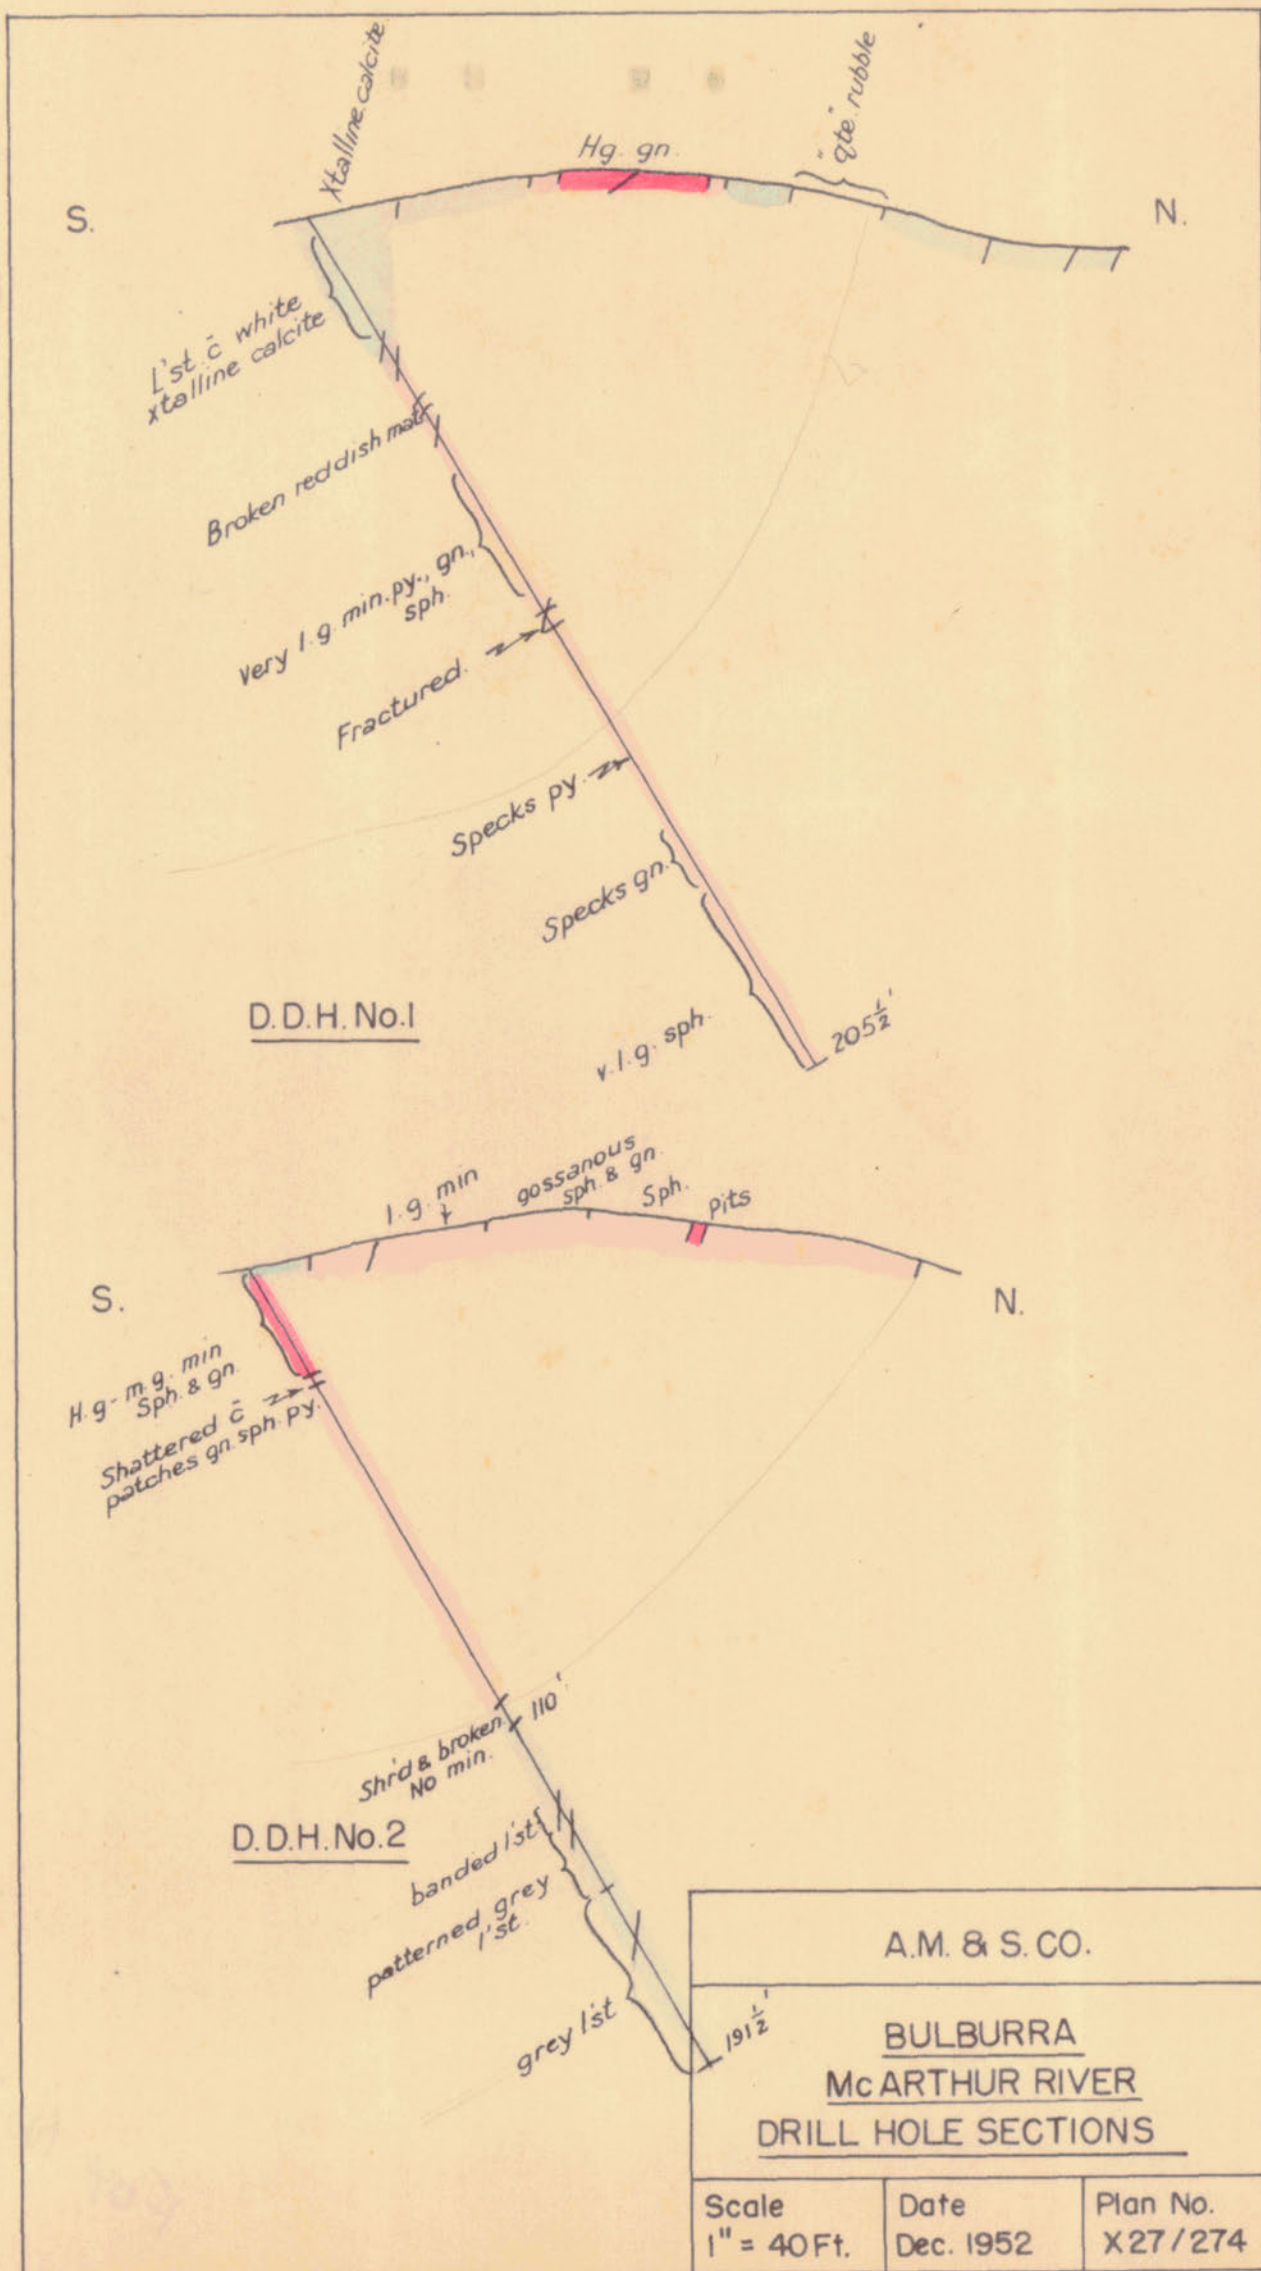 Xtalline calcite
Hg. gn.
"qte" rubble
S.
N.
L'st. c̄ white
xtalline calcite
Broken reddish mat.
Very l.g. min. py., gn.,
sph.
Fractured.
Specks py.
Specks gn.
v.l.g. sph.
205½'
D.D.H. No.1
l.g. min
gossanous
sph. & gn.
Sph.
Pits
S.
N.
H.g-m.g. min
Sph. & gn.
Shattered c̄
patches gn. sph. py.
110'
Shr'd & broken
No min.
D.D.H. No.2
banded l'st.
patterned, grey
l'st.
grey l'st
191½'
A.M. & S. CO.
BULBURRA
McARTHUR RIVER
DRILL HOLE SECTIONS
Scale
1" = 40 Ft.
Date
Dec. 1952
Plan No.
X27/274